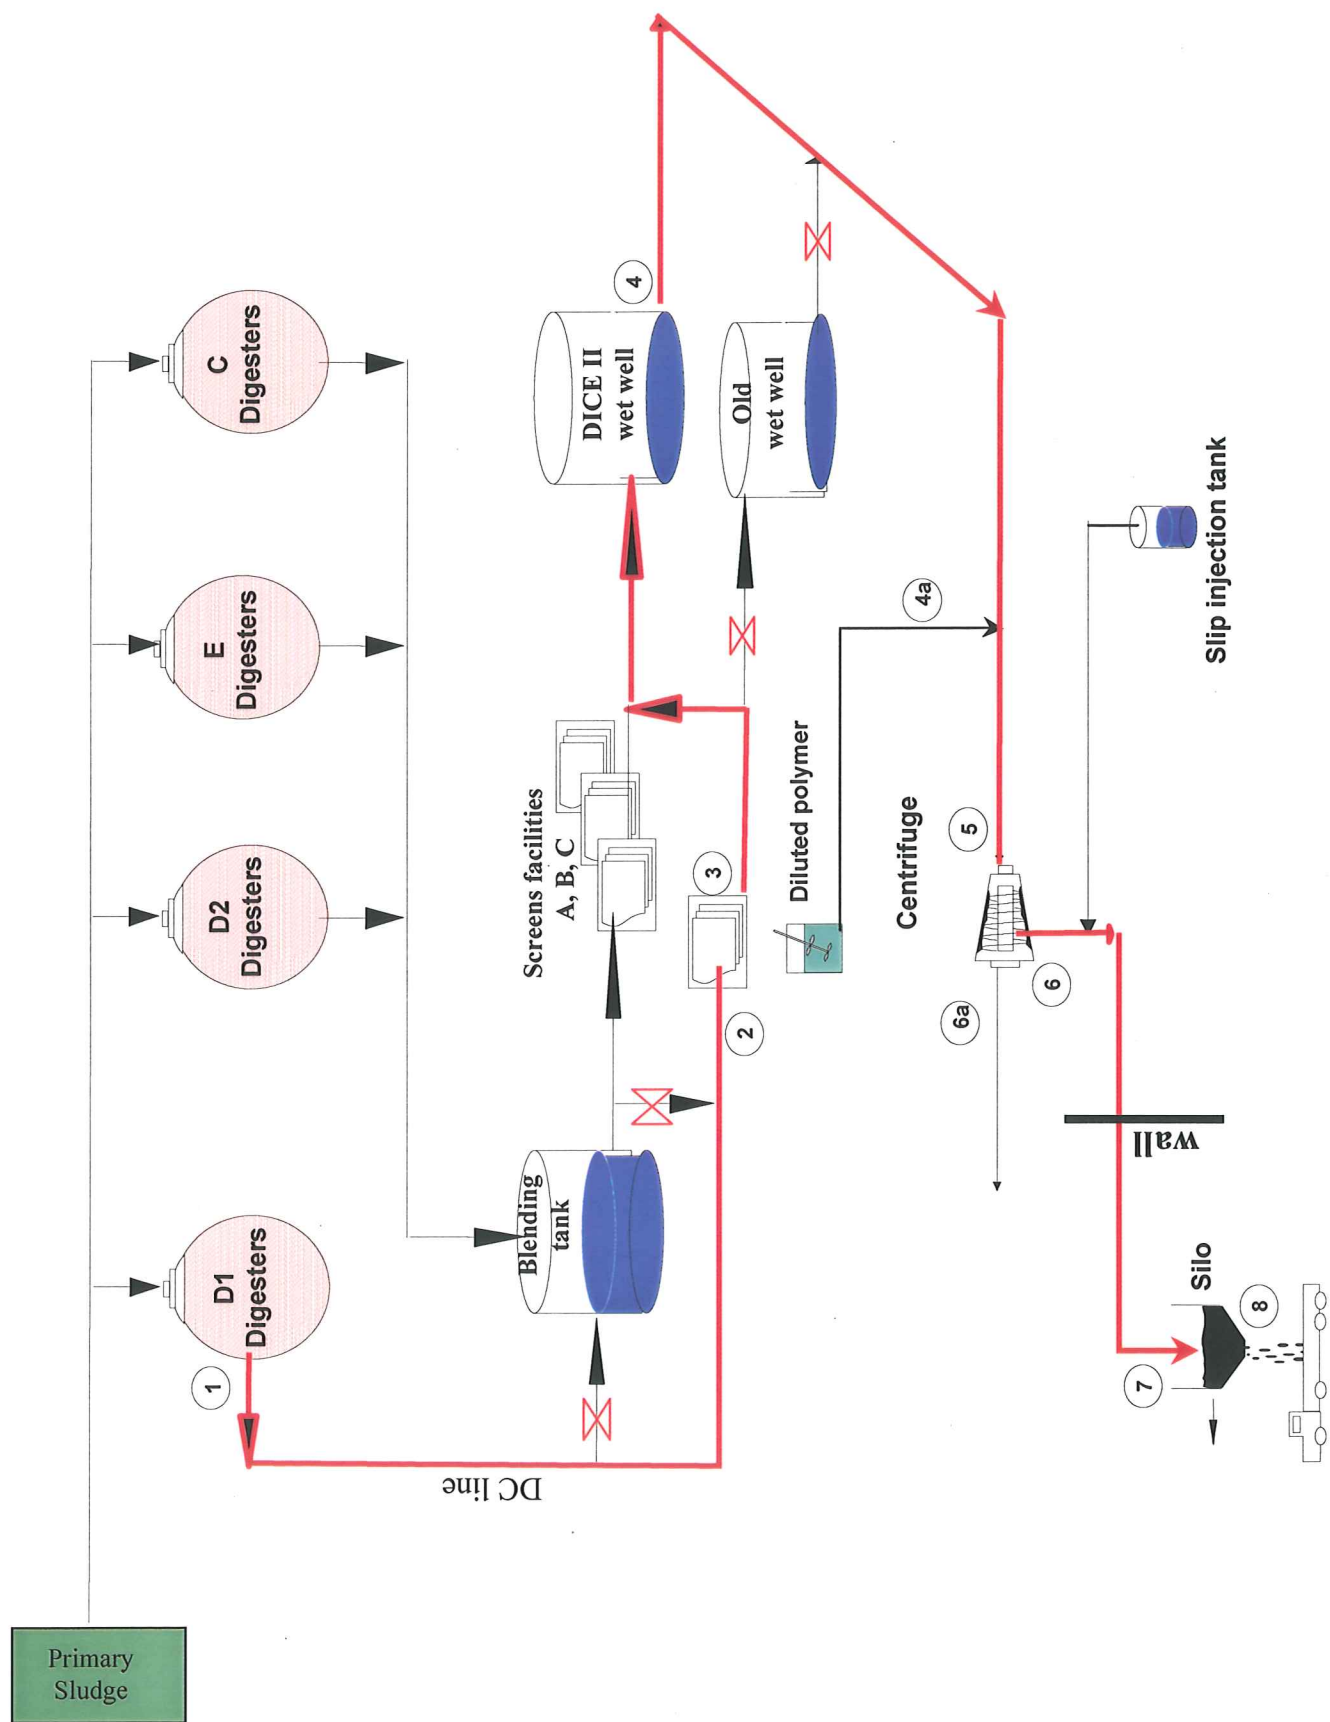 Primary
Sludge
D1
Digesters
D2
Digesters
E
Digesters
C
Digesters
1
DC line
Blending
tank
Screens facilities
A, B, C
DICE II
wet well
4
Old
wet well
2
3
Diluted polymer
4a
Centrifuge
5
6a
6
Slip injection tank
wall
Silo
7
8